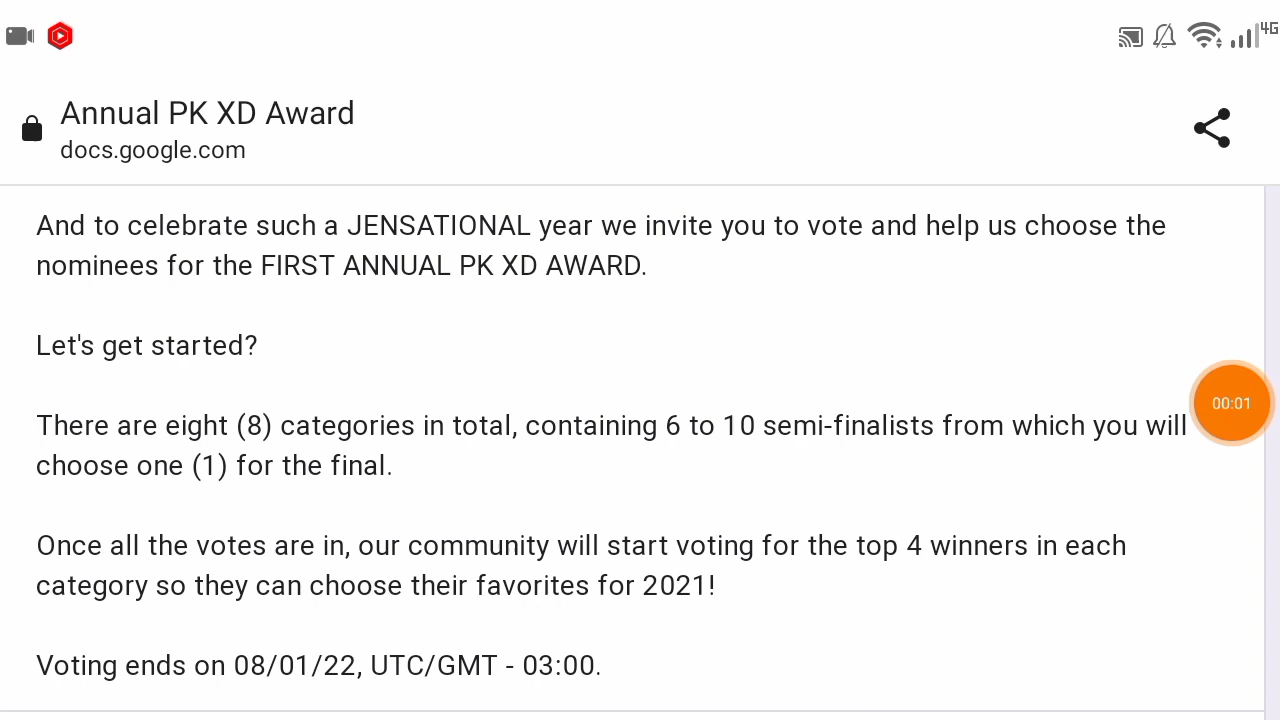 4G
Annual PK XD Award
docs.google.com
And to celebrate such a JENSATIONAL year we invite you to vote and help us choose the
nominees for the FIRST ANNUAL PK XD AWARD.
Let's get started?
There are eight (8) categories in total, containing 6 to 10 semi-finalists from which you will
choose one (1) for the final.
00:01
Once all the votes are in, our community will start voting for the top 4 winners in each
category so they can choose their favorites for 2021!
Voting ends on 08/01/22, UTC/GMT - 03:00.